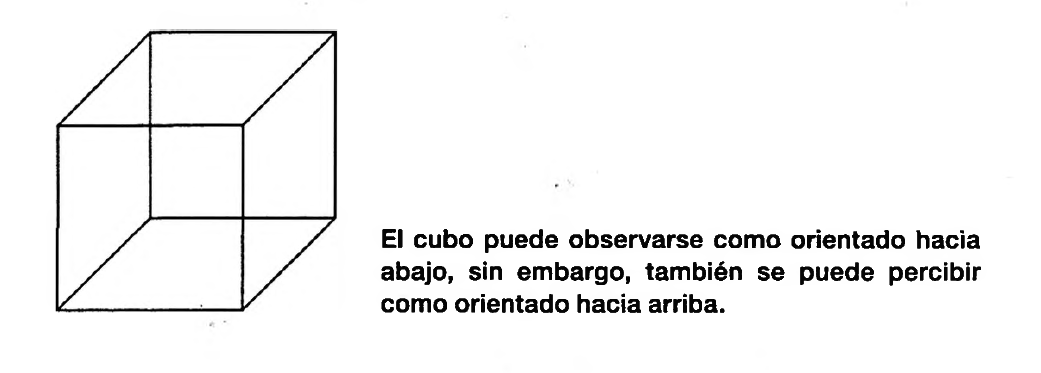 El cubo puede observarse como orientado hacia
abajo, sin embargo, también se puede percibir
como orientado hacia arriba.